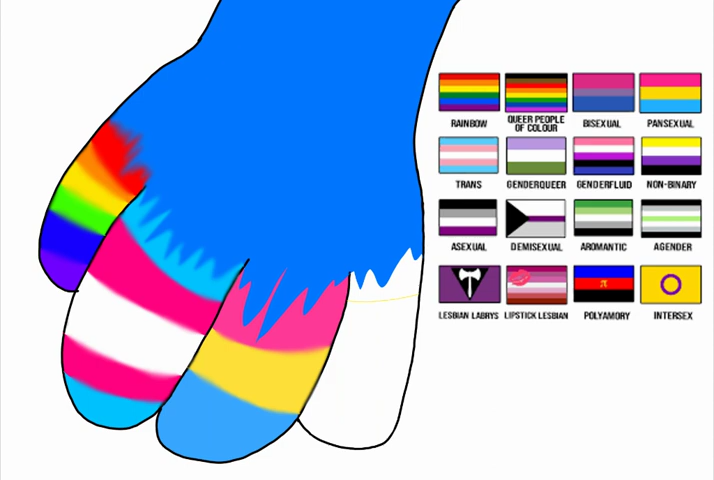 RAINBOW
QUEER PEOPLE
OF COLOUR
BISEXUAL
PANSEXUAL
TRANS
GENDERQUEER
GENDERFLUID
NON-BINARY
ASEXUAL
DEMISEXUAL
AROMANTIC
AGENDER
LESBIAN LABRYS
LIPSTICK LESBIAN
POLYAMORY
INTERSEX
π